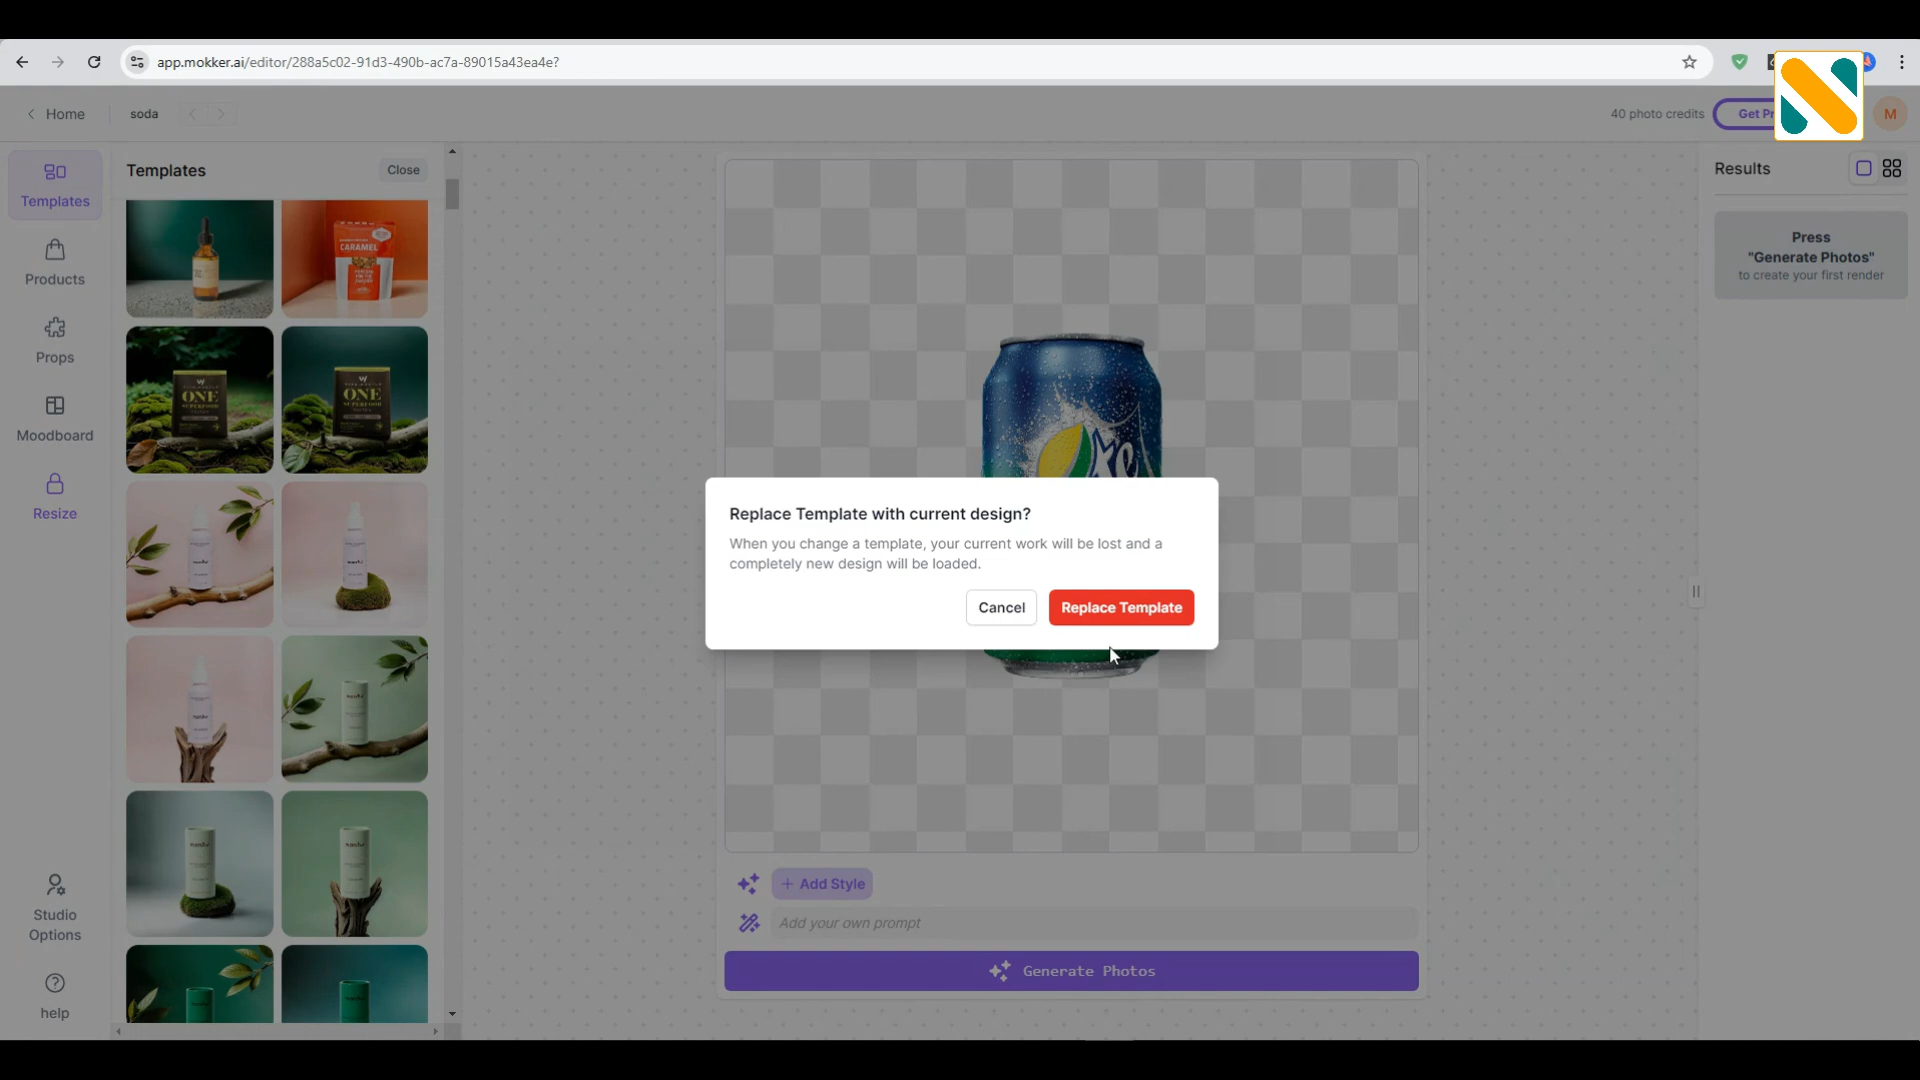 app.mokker.ai/editor/288a5c02-91d3-490b-ac7a-89015a43ea4e?
Home
soda
40 photo credits
M
Templates
Products
Props
Moodboard
Resize
Studio
Options
help
Templates
Close
CARAMEL
ONE
ONE
Replace Template with current design?
When you change a template, your current work will be lost and a
completely new design will be loaded.
Cancel
Replace Template
Add Style
Add your own prompt
Generate Photos
Results
Press
"Generate Photos"
to create your first render